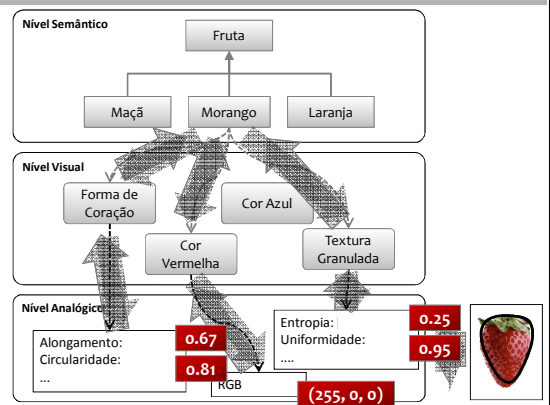 Nível Semântico
Fruta
Maçã
Morango
Laranja
Nível Visual
Forma de
Coração
Cor Azul
Cor
Vermelha
Textura
Granulada
Nível Analógico
Alongamento:
0.67
Circularidade:
0.81
...
RGB
(255, 0, 0)
Entropia:
0.25
Uniformidade:
0.95
....